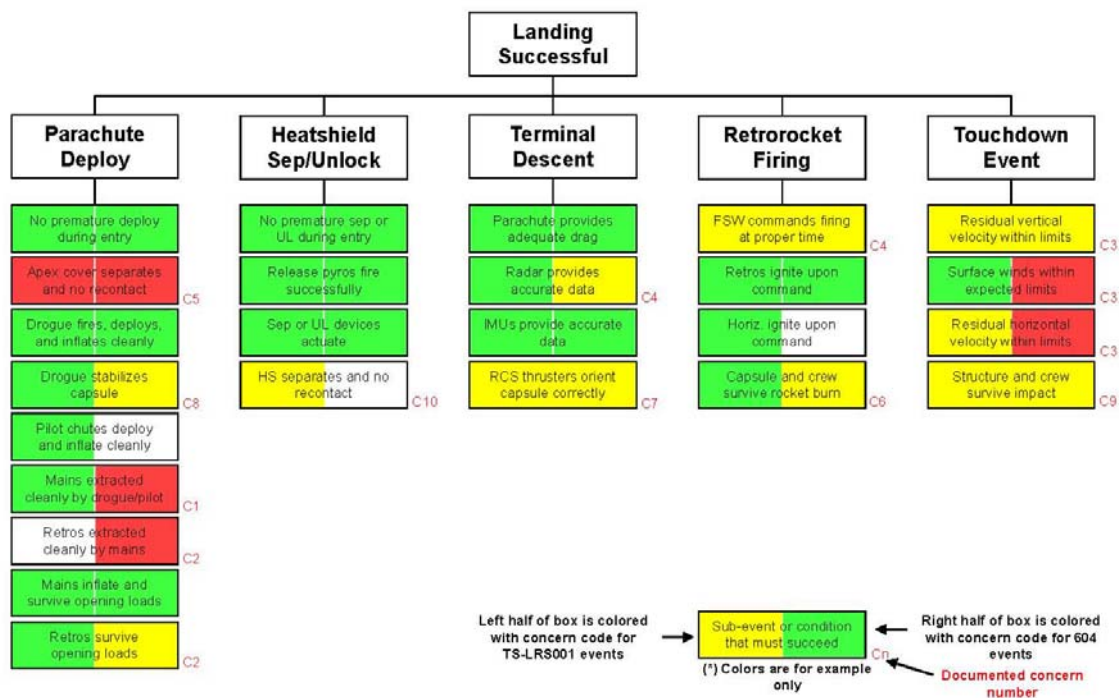 Landing
Successful
Parachute
Deploy
No premature deploy
during entry
Apex cover separates
and no recontact
C5
Drogue fires, deploys,
and inflates cleanly
Drogue stabilizes
capsule
C8
Pilot chutes deploy
and inflate cleanly
Mains extracted
cleanly by drogue/pilot
C1
Retros extracted
cleanly by mains
C2
Mains inflate and
survive opening loads
Retros survive
opening loads
C2
Heatshield
Sep/Unlock
No premature sep or
UL during entry
Release pyros fire
successfully
Sep or UL devices
actuate
HS separates and no
recontact
C10
Terminal
Descent
Parachute provides
adequate drag
Radar provides
accurate data
C4
IMUs provide accurate
data
RCS thrusters orient
capsule correctly
C7
Retrorocket
Firing
FSW commands firing
at proper time
C4
Retros ignite upon
command
Horiz. ignite upon
command
Capsule and crew
survive rocket burn
C6
Touchdown
Event
Residual vertical
velocity within limits
C3
Surface winds within
expected limits
C3
Residual horizontal
velocity within limits
C3
Structure and crew
survive impact
C9
Left half of box is colored
with concern code for
TS-LRS001 events
Sub-event or condition
that must succeed
Cn
(*) Colors are for example
only
Right half of box is
colored with concern
code for 604 events
Documented concern
number